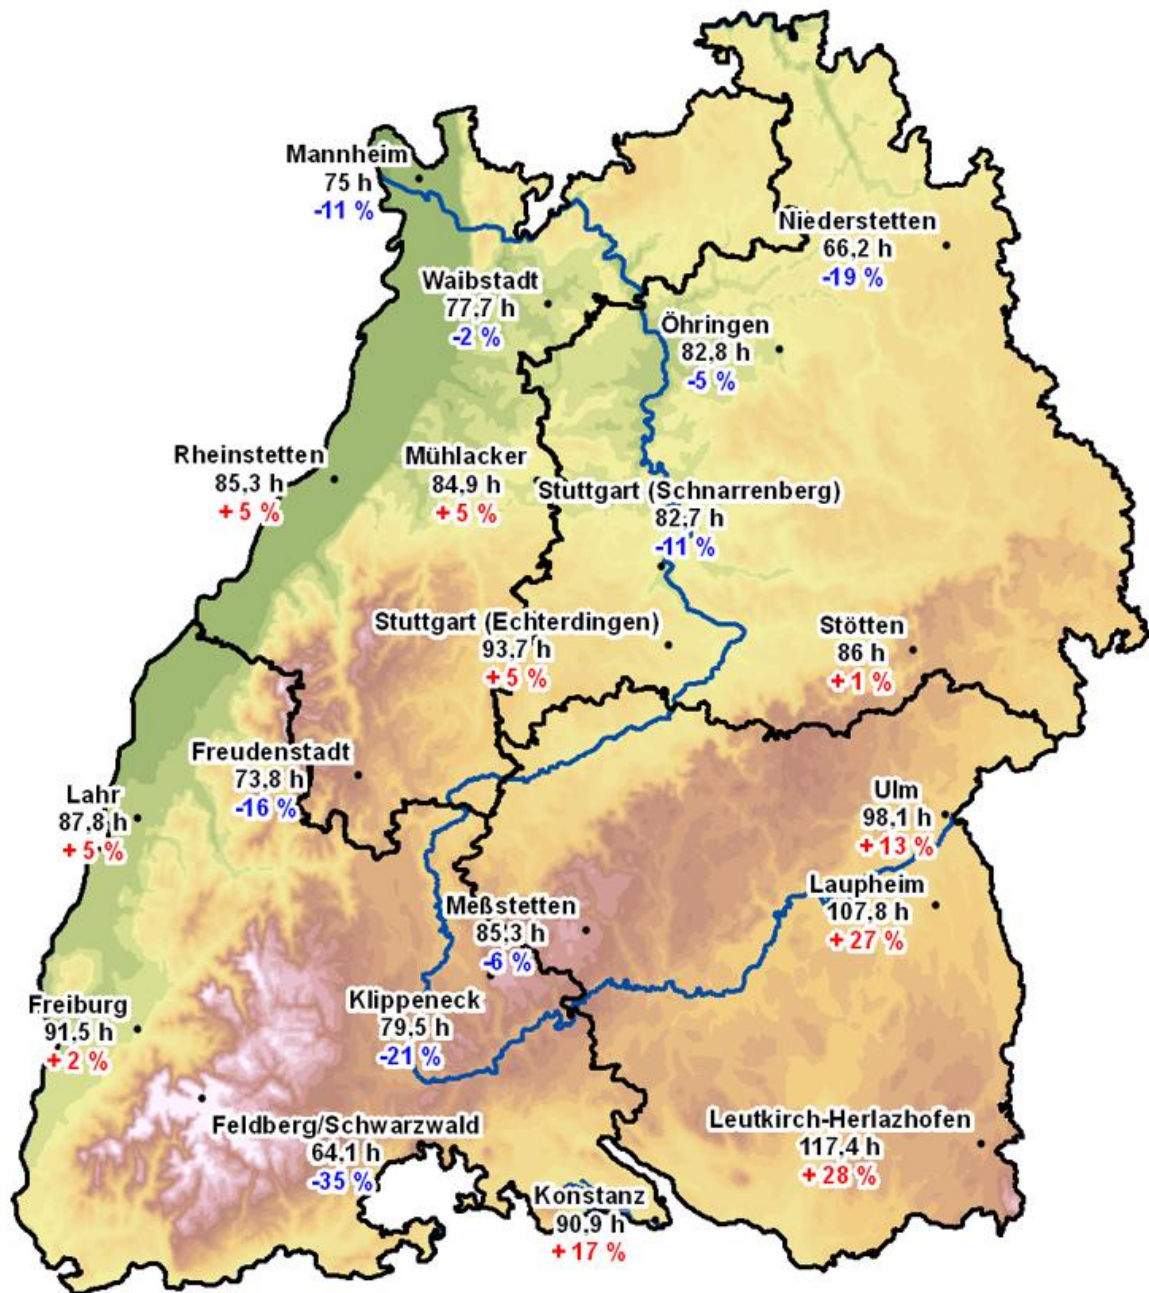 Mannheim
75 h
-11 %
Niederstetten
66,2 h
-19 %
Waibstadt
77,7 h
-2 %
Öhringen
82,8 h
-5 %
Rheinstetten
85,3 h
+ 5 %
Mühlacker
84,9 h
+ 5 %
Stuttgart (Schnarrenberg)
82,7 h
-11 %
Stuttgart (Echterdingen)
93,7 h
+ 5 %
Stötten
86 h
+ 1 %
Freudenstadt
73,8 h
-16 %
Lahr
87,8 h
+ 5 %
Ulm
98,1 h
+ 13 %
Laupheim
107,8 h
+ 27 %
Meßstetten
85,3 h
-6 %
Freiburg
91,5 h
+ 2 %
Klippeneck
79,5 h
-21 %
Feldberg/Schwarzwald
64,1 h
-35 %
Leutkirch-Herlazhofen
117,4 h
+ 28 %
Konstanz
90,9 h
+ 17 %